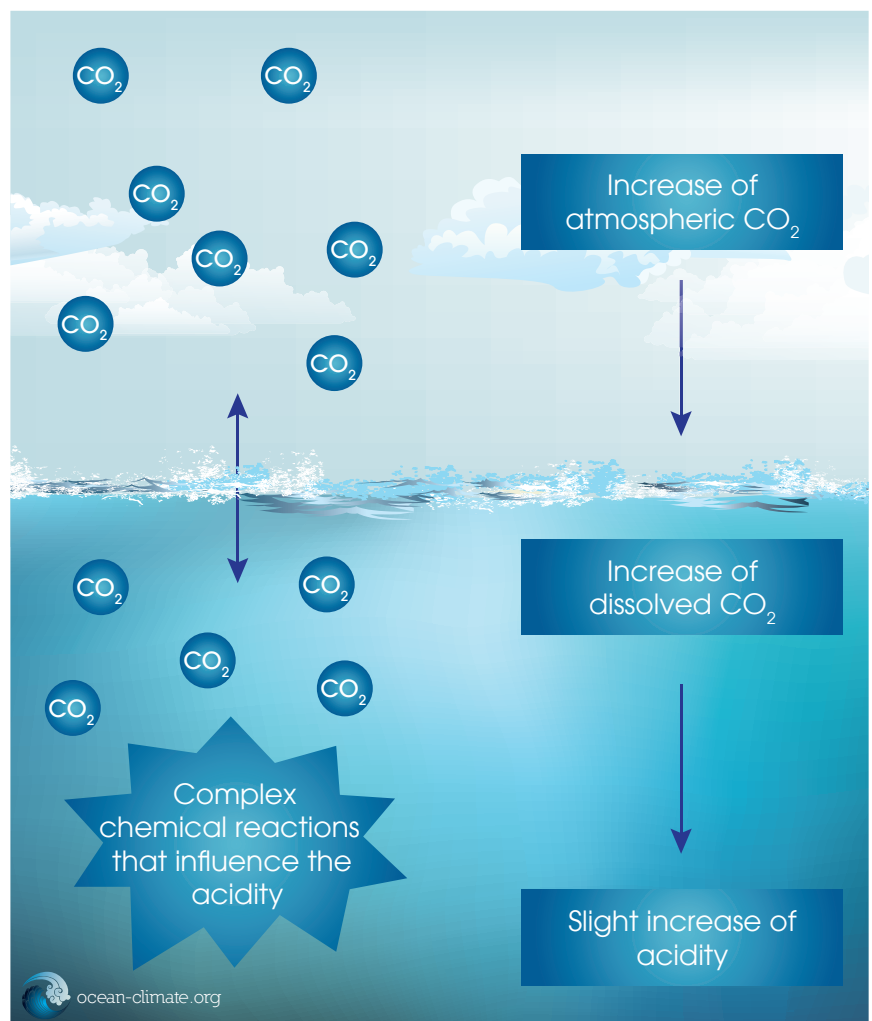 CO2
CO2
CO2
CO2
CO2
CO2
CO2
Increase of
atmospheric CO2
CO2
CO2
CO2
CO2
CO2
Increase of
dissolved CO2
Complex
chemical reactions
that influence the
acidity
Slight increase of
acidity
ocean-climate.org